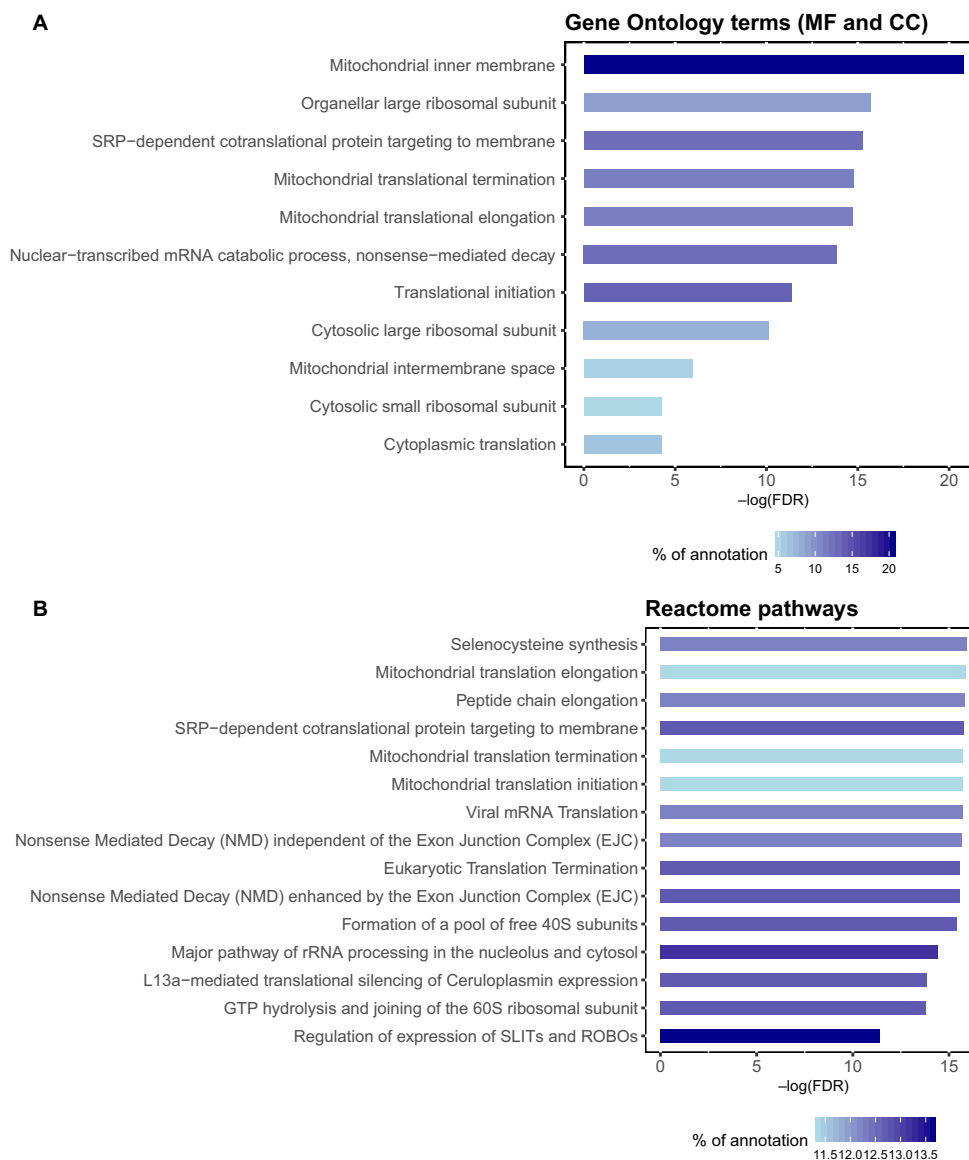 A
Gene Ontology terms (MF and CC)
Mitochondrial inner membrane
Organellar large ribosomal subunit
SRP−dependent cotranslational protein targeting to membrane
Mitochondrial translational termination
Mitochondrial translational elongation
Nuclear−transcribed mRNA catabolic process, nonsense−mediated decay
Translational initiation
Cytosolic large ribosomal subunit
Mitochondrial intermembrane space
Cytosolic small ribosomal subunit
Cytoplasmic translation
0 5 10 15 20
−log(FDR)
% of annotation
5 10 15 20
B
Reactome pathways
Selenocysteine synthesis
Mitochondrial translation elongation
Peptide chain elongation
SRP−dependent cotranslational protein targeting to membrane
Mitochondrial translation termination
Mitochondrial translation initiation
Viral mRNA Translation
Nonsense Mediated Decay (NMD) independent of the Exon Junction Complex (EJC)
Eukaryotic Translation Termination
Nonsense Mediated Decay (NMD) enhanced by the Exon Junction Complex (EJC)
Formation of a pool of free 40S subunits
Major pathway of rRNA processing in the nucleolus and cytosol
L13a−mediated translational silencing of Ceruloplasmin expression
GTP hydrolysis and joining of the 60S ribosomal subunit
Regulation of expression of SLITs and ROBOs
0 5 10 15
−log(FDR)
% of annotation
11.5 12.0 12.5 13.0 13.5